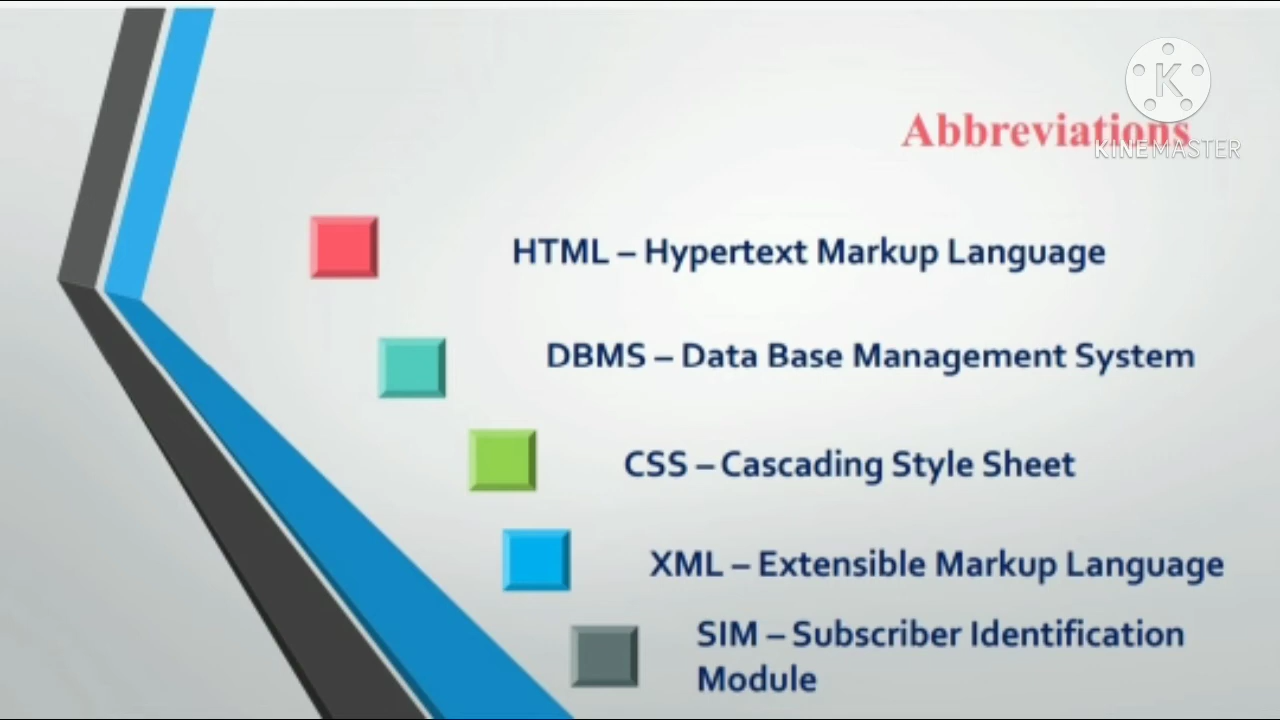 K
KINEMASTER
Abbreviations
HTML – Hypertext Markup Language
DBMS – Data Base Management System
CSS – Cascading Style Sheet
XML – Extensible Markup Language
SIM – Subscriber Identification
Module